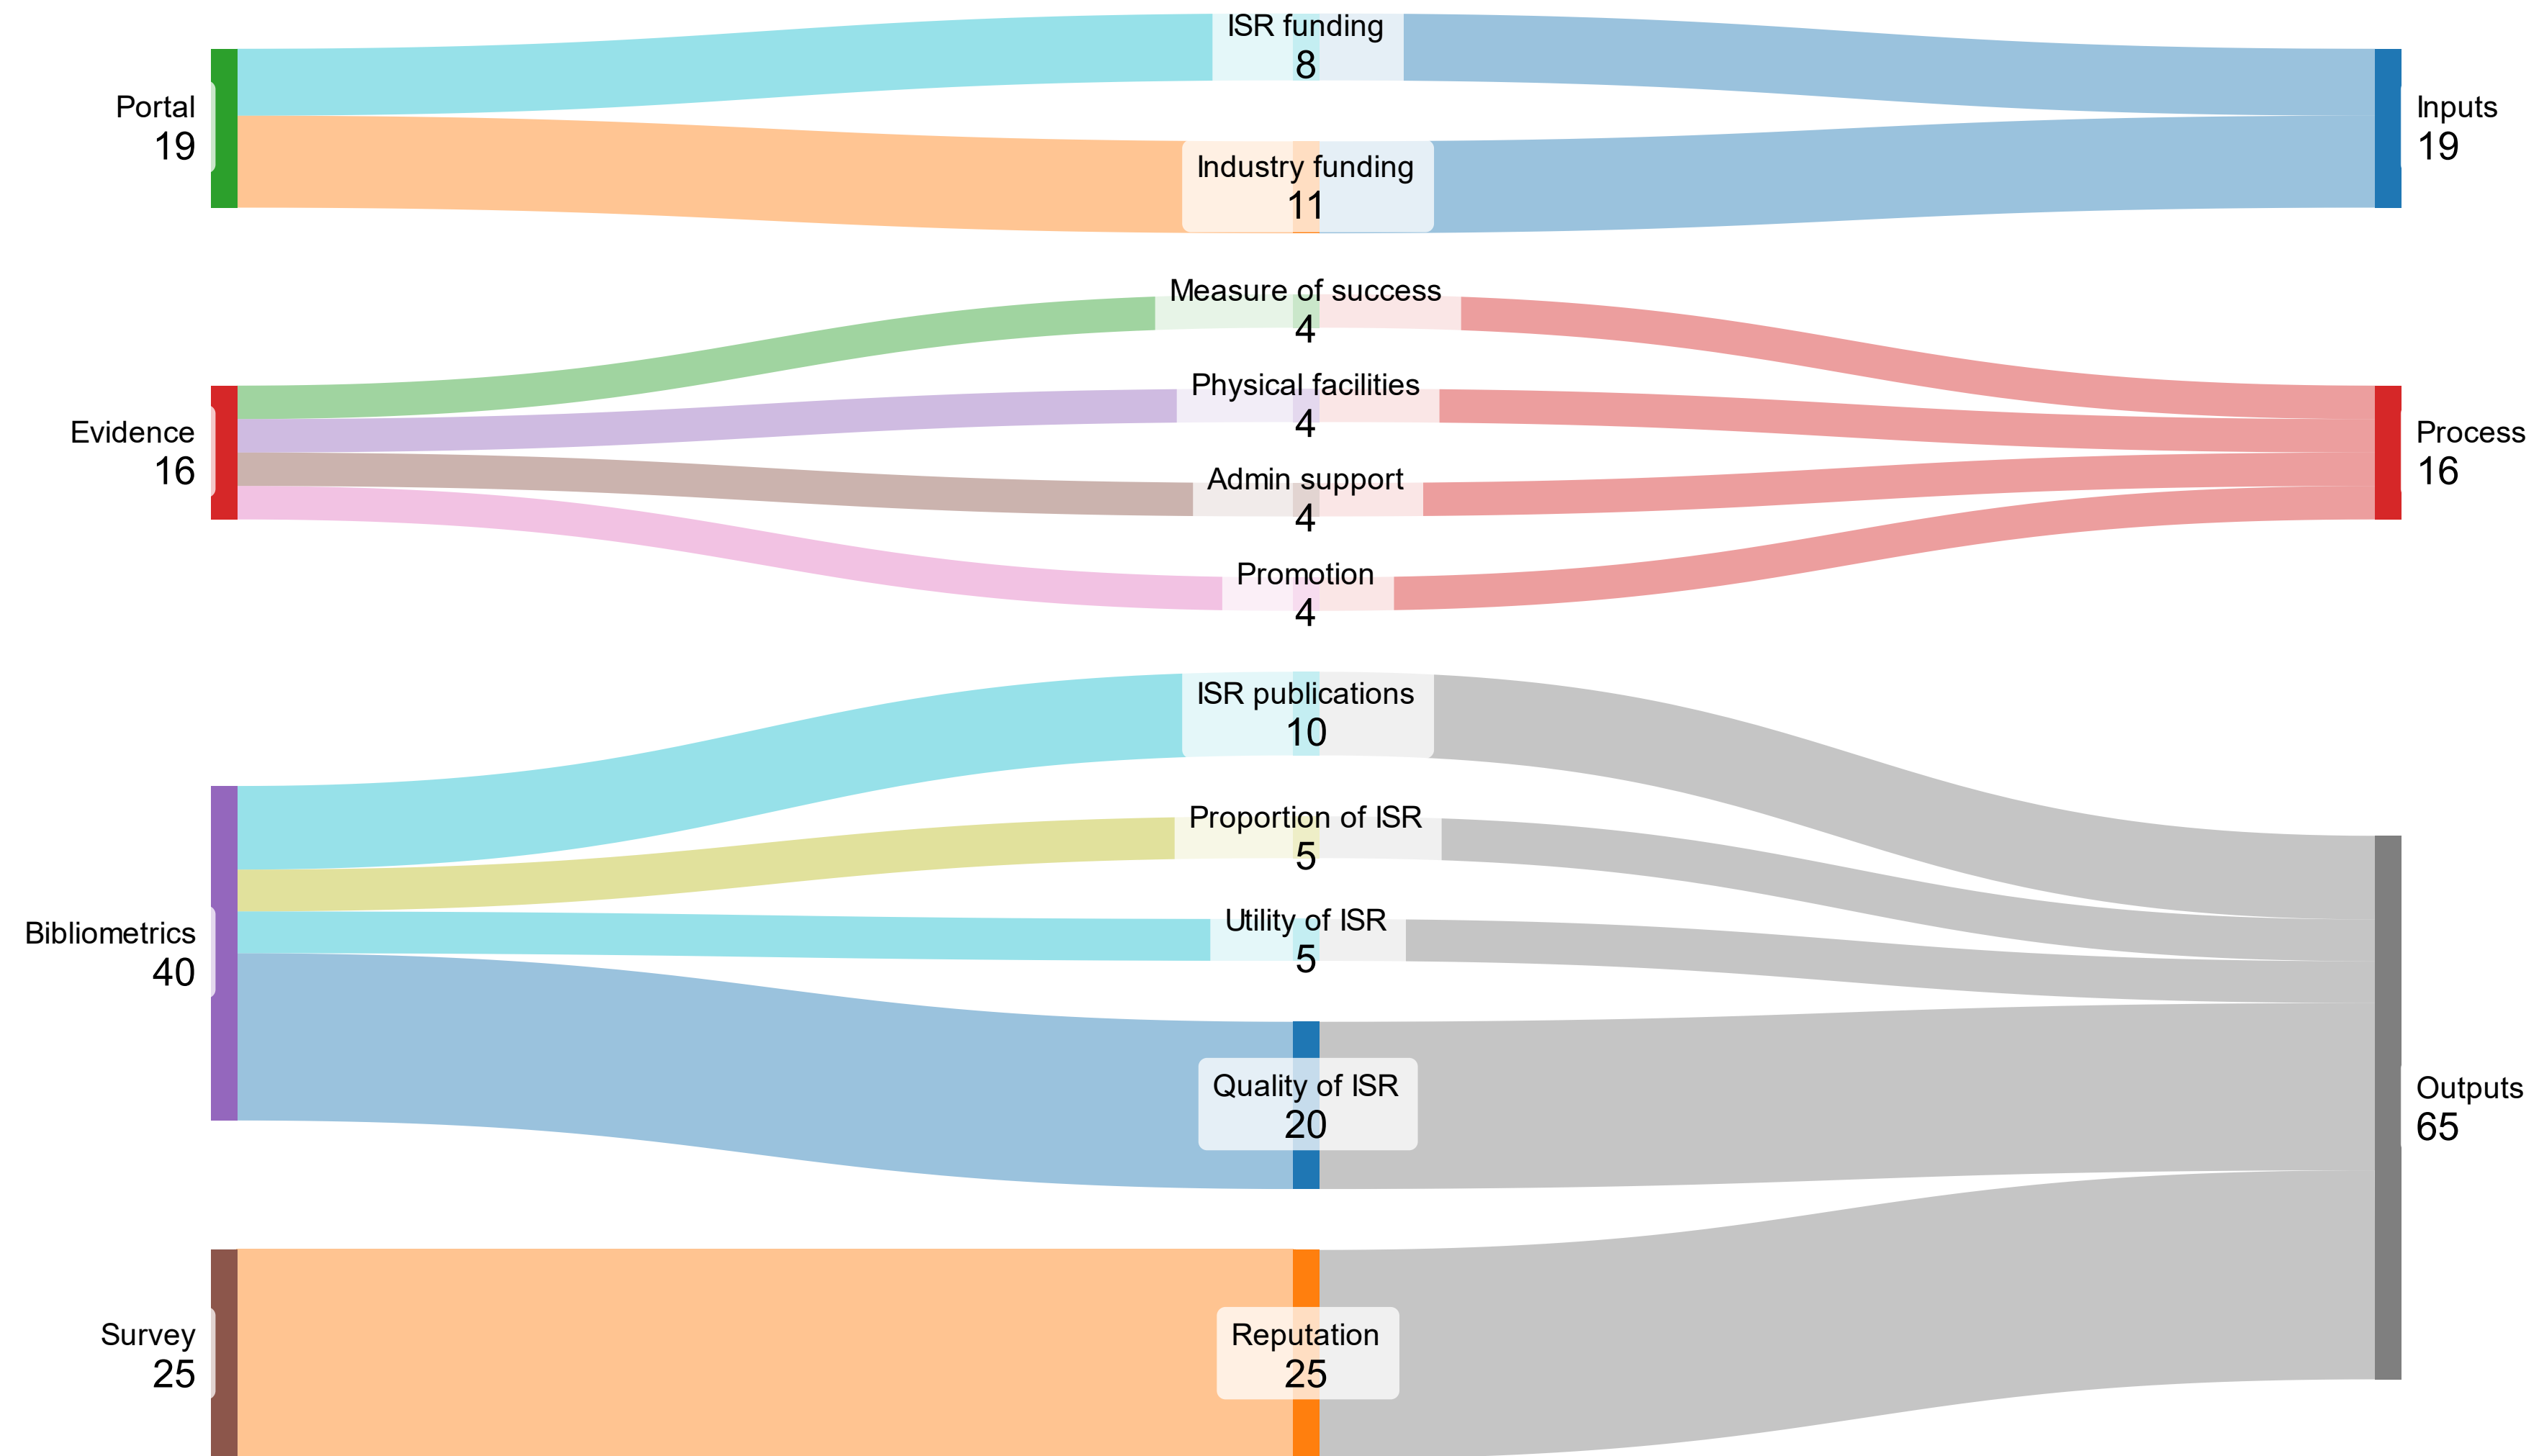 ISR funding
8
Portal
19
Inputs
19
Industry funding
11
Measure of success
4
Physical facilities
4
Evidence
16
Process
16
Admin support
4
Promotion
4
ISR publications
10
Proportion of ISR
5
Utility of ISR
5
Bibliometrics
40
Quality of ISR
20
Outputs
65
Survey
25
Reputation
25